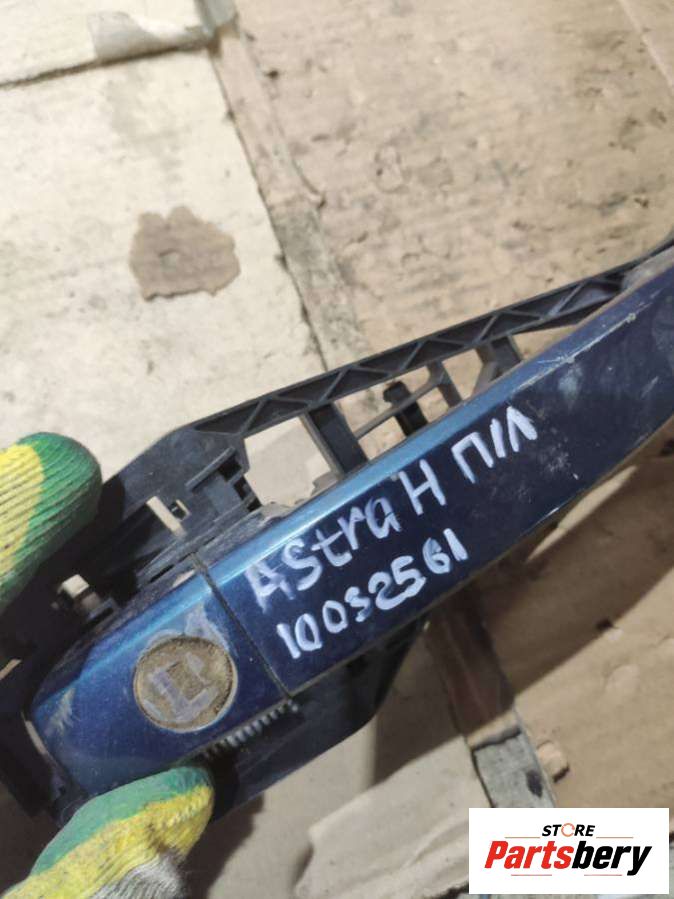 Astra H П/Л
10032561
STORE
Partsbery